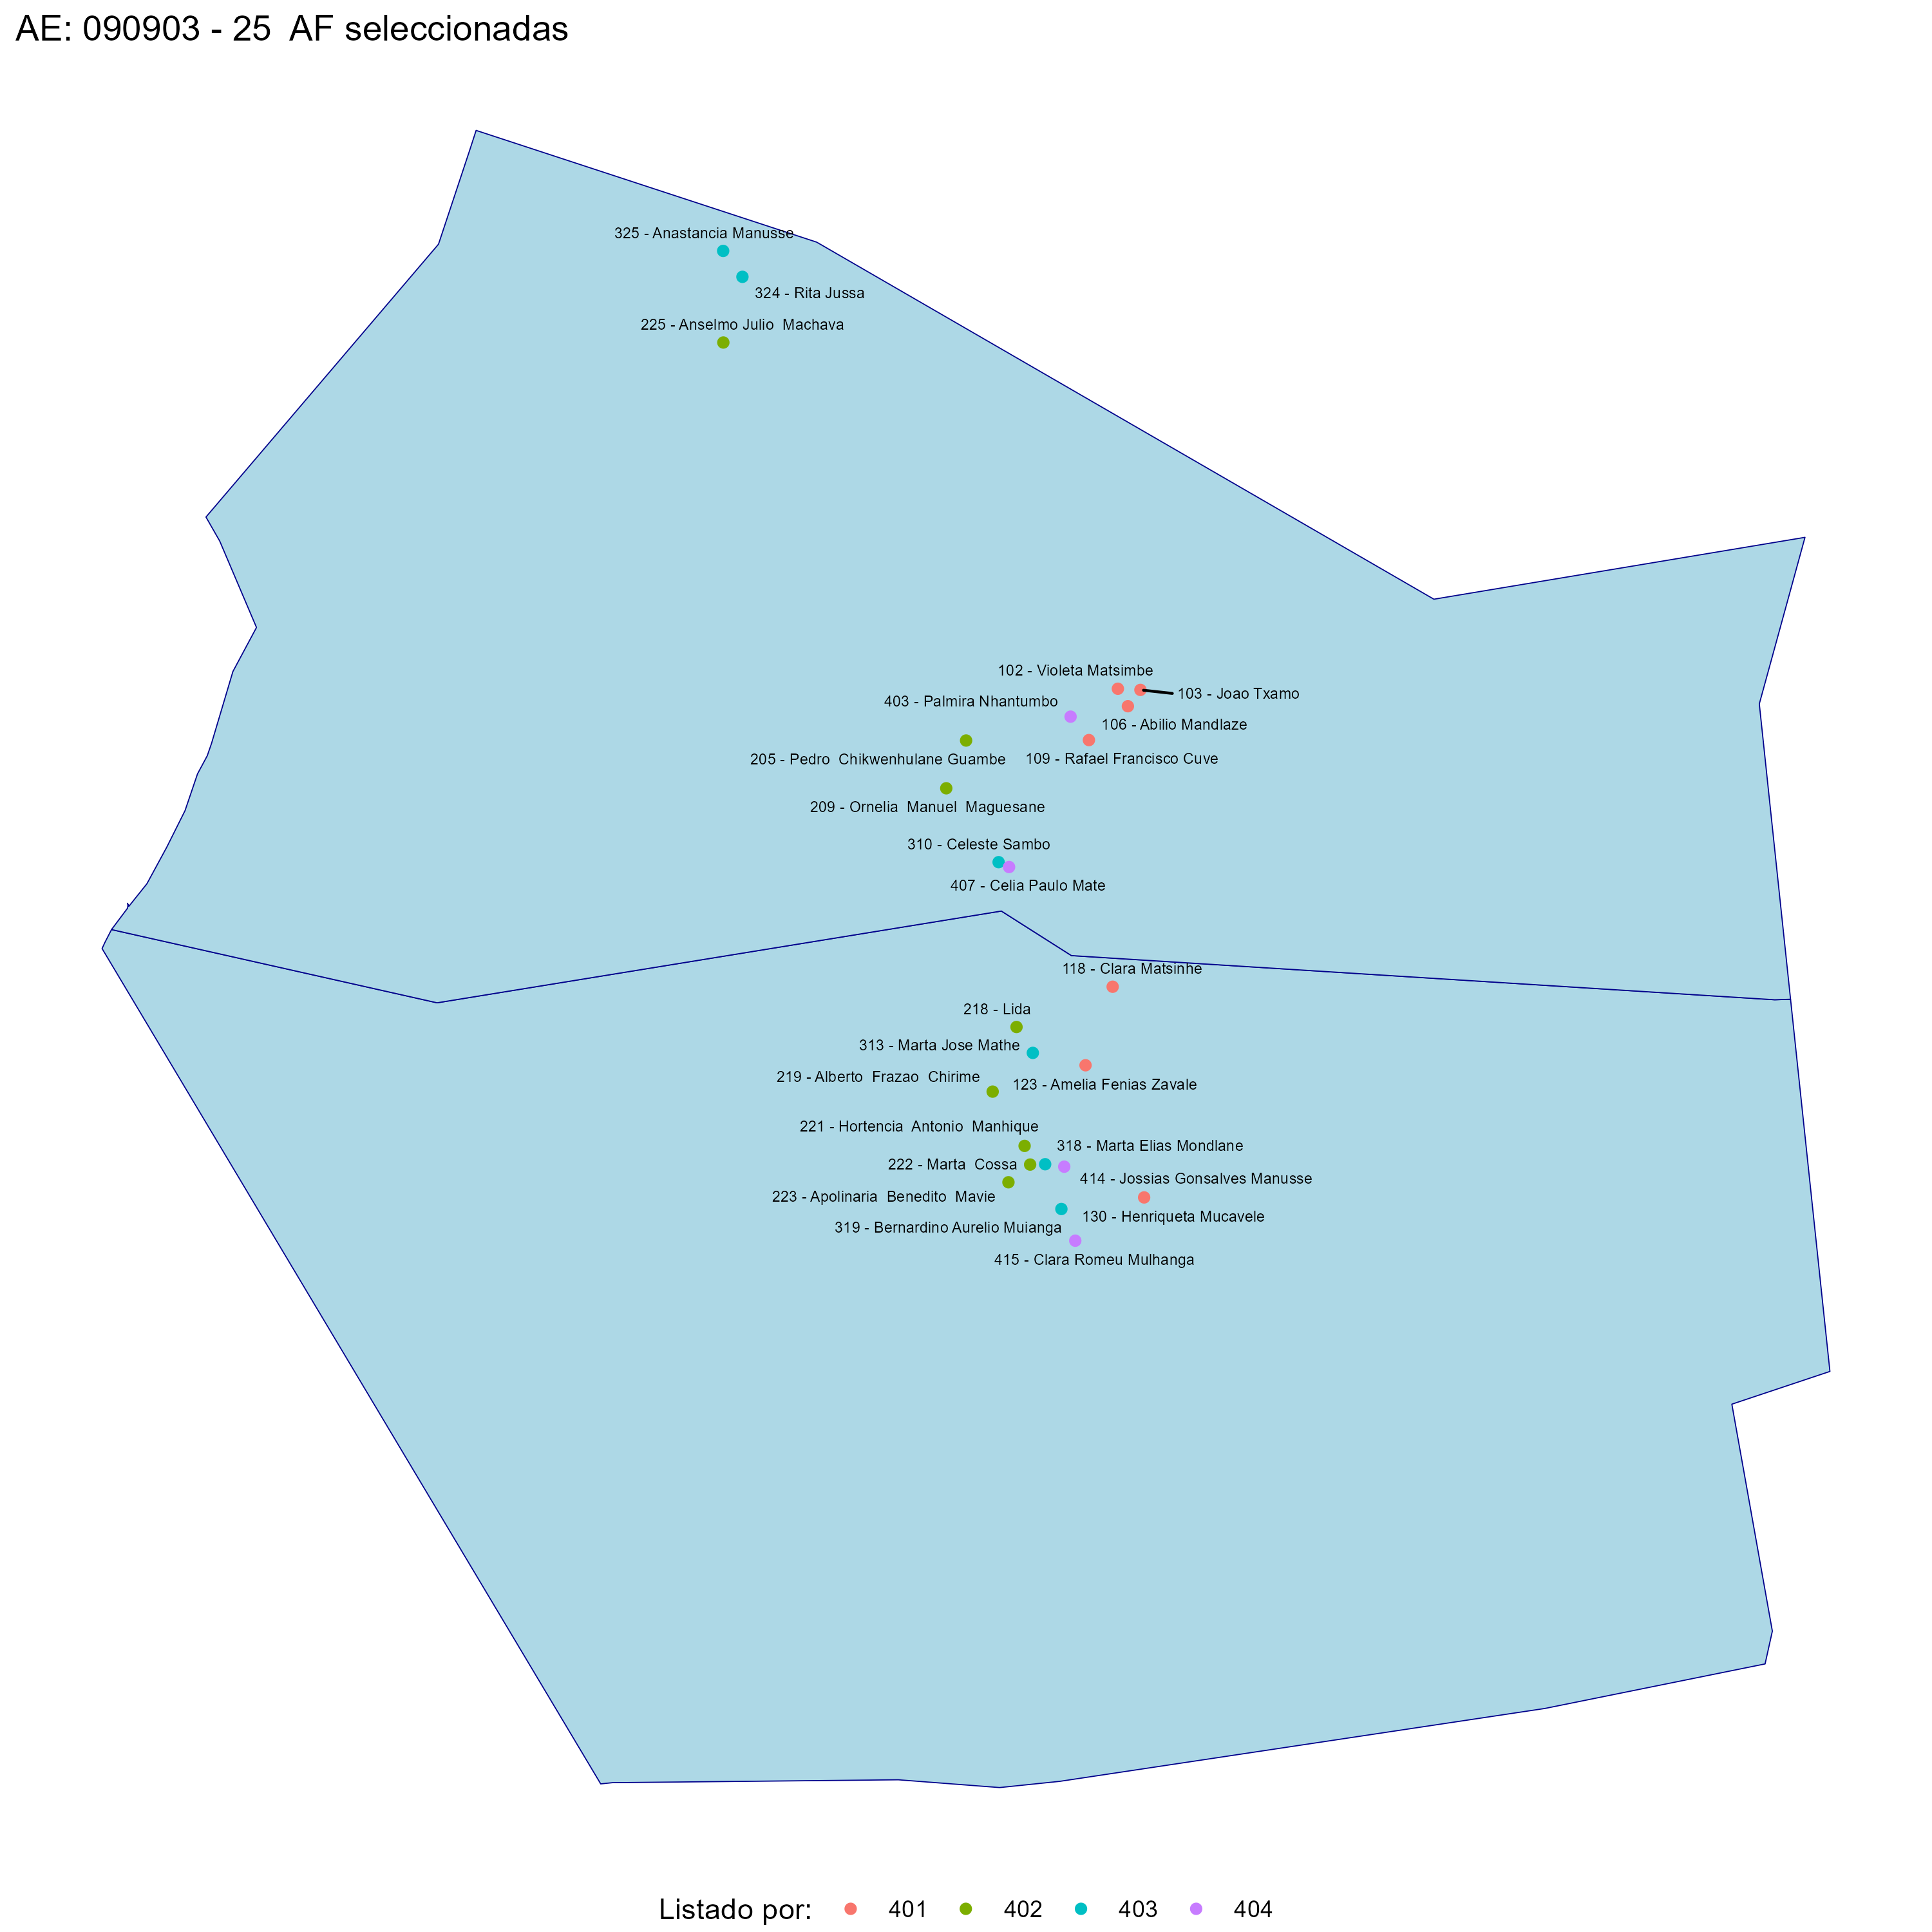 AE: 090903 - 25  AF seleccionadas
325 - Anastancia Manusse
324 - Rita Jussa
225 - Anselmo Julio  Machava
102 - Violeta Matsimbe
103 - Joao Txamo
403 - Palmira Nhantumbo
106 - Abilio Mandlaze
205 - Pedro  Chikwenhulane Guambe
109 - Rafael Francisco Cuve
209 - Ornelia  Manuel  Maguesane
310 - Celeste Sambo
407 - Celia Paulo Mate
118 - Clara Matsinhe
218 - Lida
313 - Marta Jose Mathe
219 - Alberto  Frazao  Chirime
123 - Amelia Fenias Zavale
221 - Hortencia  Antonio  Manhique
318 - Marta Elias Mondlane
222 - Marta  Cossa
414 - Jossias Gonsalves Manusse
223 - Apolinaria  Benedito  Mavie
130 - Henriqueta Mucavele
319 - Bernardino Aurelio Muianga
415 - Clara Romeu Mulhanga
Listado por: 401 402 403 404